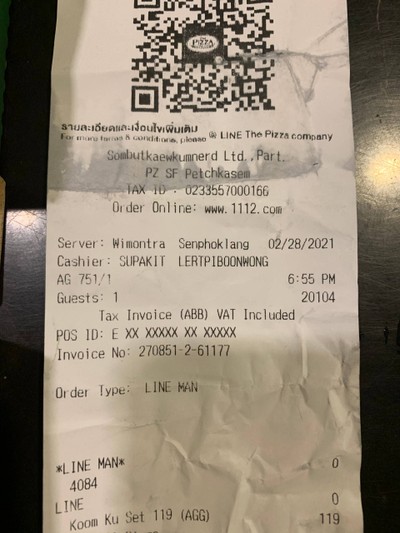 The PIZZA COMPANY
รายละเอียดและเงื่อนไขเพิ่มเติม
For more terms & conditions, please @ LINE The Pizza company
Sombutkaewkumnerd Ltd.,Part.
PZ SF Petchkasem
TAX ID : 0233557000166
Order Online: www.1112.com
Server: Wimontra Senphoklang 02/28/2021
Cashier: SUPAKIT LERTPIBOONWONG
AG 751/1 6:55 PM
Guests: 1 20104
Tax Invoice (ABB) VAT Included
POS ID: E XX XXXXX XX XXXXX
Invoice No: 270851-2-61177
Order Type: LINE MAN
*LINE MAN* 0
4084
LINE 0
Koom Ku Set 119 (AGG) 119